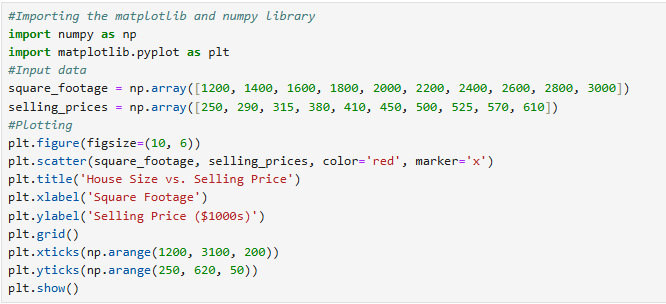 #Importing the matplotlib and numpy library
import numpy as np
import matplotlib.pyplot as plt
#Input data
square_footage = np.array([1200, 1400, 1600, 1800, 2000, 2200, 2400, 2600, 2800, 3000])
selling_prices = np.array([250, 290, 315, 380, 410, 450, 500, 525, 570, 610])
#Plotting
plt.figure(figsize=(10, 6))
plt.scatter(square_footage, selling_prices, color='red', marker='x')
plt.title('House Size vs. Selling Price')
plt.xlabel('Square Footage')
plt.ylabel('Selling Price ($1000s)')
plt.grid()
plt.xticks(np.arange(1200, 3100, 200))
plt.yticks(np.arange(250, 620, 50))
plt.show()